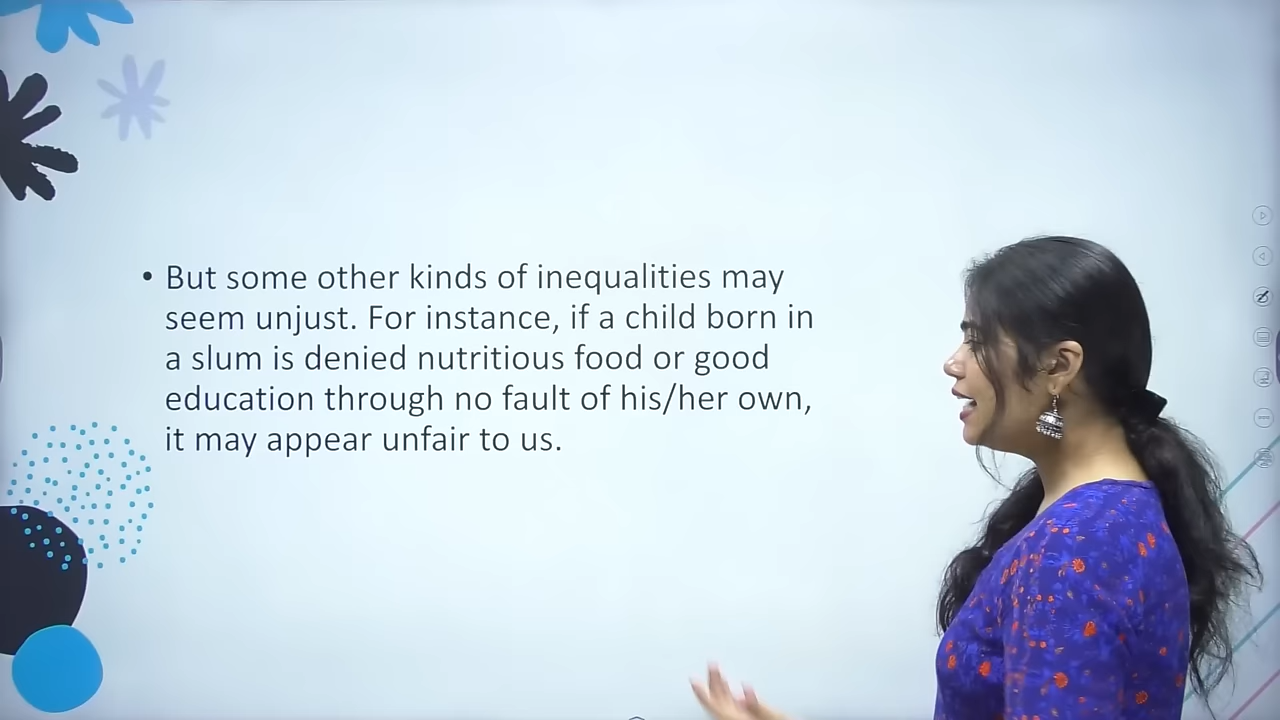 • But some other kinds of inequalities may
seem unjust. For instance, if a child born in
a slum is denied nutritious food or good
education through no fault of his/her own,
it may appear unfair to us.